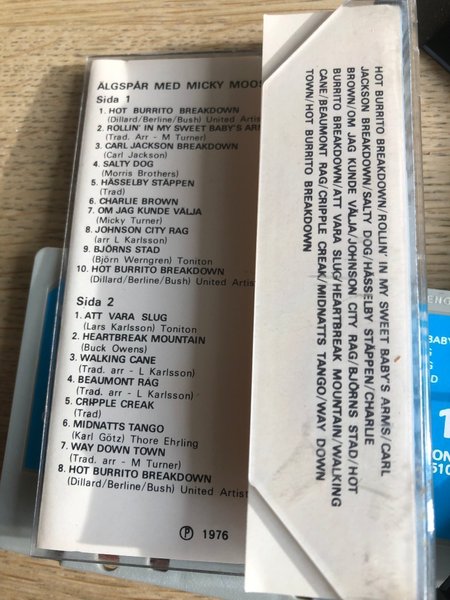 ÄLGSPÅR MED MICKY MOOS
Sida 1
1. HOT BURRITO BREAKDOWN
(Dillard/Berline/Bush) United Artis
2. ROLLIN' IN MY SWEET BABY'S ARM
(Trad. Arr - M Turner)
3. CARL JACKSON BREAKDOWN
(Carl Jackson)
4. SALTY DOG
(Morris Brothers)
5. HÄSSELBY STÄPPEN
(Trad)
6. CHARLIE BROWN
7. OM JAG KUNDE VÄLJA
(Micky Turner)
8. JOHNSON CITY RAG
(arr L Karlsson)
9. BJÖRNS STAD
(Björn Werngren) Toniton
10. HOT BURRITO BREAKDOWN
(Dillard/Berline/Bush) United Artis
Sida 2
1. ATT VARA SLUG
(Lars Karlsson) Toniton
2. HEARTBREAK MOUNTAIN
(Buck Owens)
3. WALKING CANE
(Trad. arr - L Karlsson)
4. BEAUMONT RAG
(Trad. arr - L Karlsson)
5. CRIPPLE CREAK
(Trad)
6. MIDNATTS TANGO
(Karl Götz) Thore Ehrling
7. WAY DOWN TOWN
(Trad. arr - M Turner)
8. HOT BURRITO BREAKDOWN
(Dillard/Berline/Bush) United Artist
Ⓟ 1976
HOT BURRITO BREAKDOWN/ROLLIN' IN MY SWEET BABY'S ARMS/CARL
JACKSON BREAKDOWN/SALTY DOG/HÄSSELBY STÄPPEN/CHARLIE
BROWN/OM JAG KUNDE VÄLJA/JOHNSON CITY RAG/BJÖRNS STAD/HOT
BURRITO BREAKDOWN/ATT VARA SLUG/HEARTBREAK MOUNTAIN/WALKING
CANE/BEAUMONT RAG/CRIPPLE CREAK/MIDNATTS TANGO/WAY DOWN
TOWN/HOT BURRITO BREAKDOWN
ENG
BABY
1
ON
510